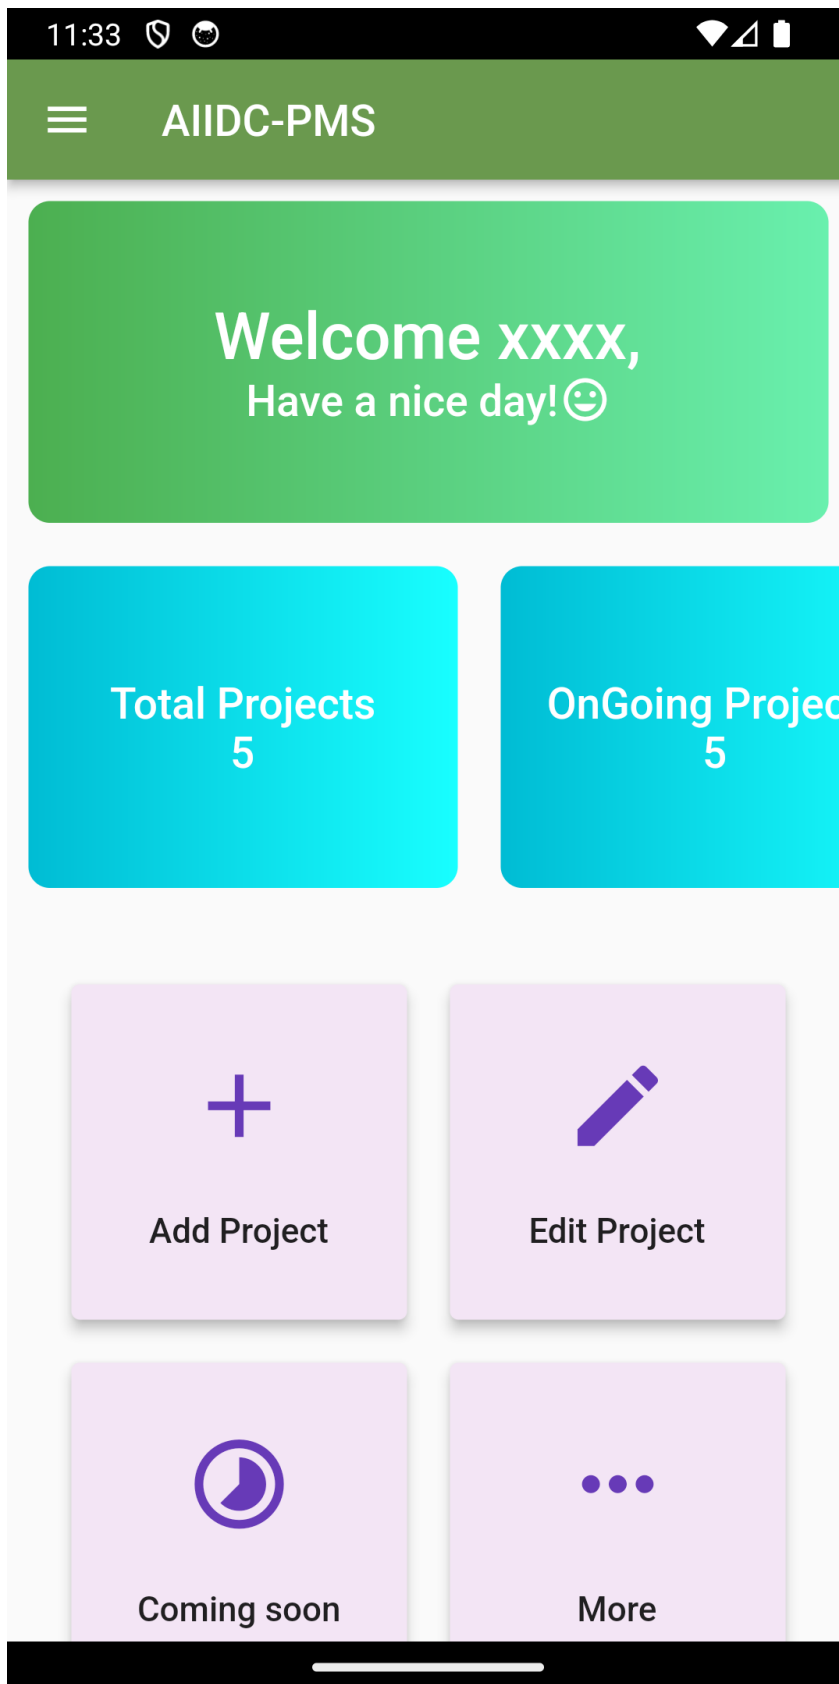 11:33
AIIDC-PMS
Welcome xxxx,
Have a nice day!
Total Projects
5
OnGoing Projec
5
Add Project
Edit Project
Coming soon
More